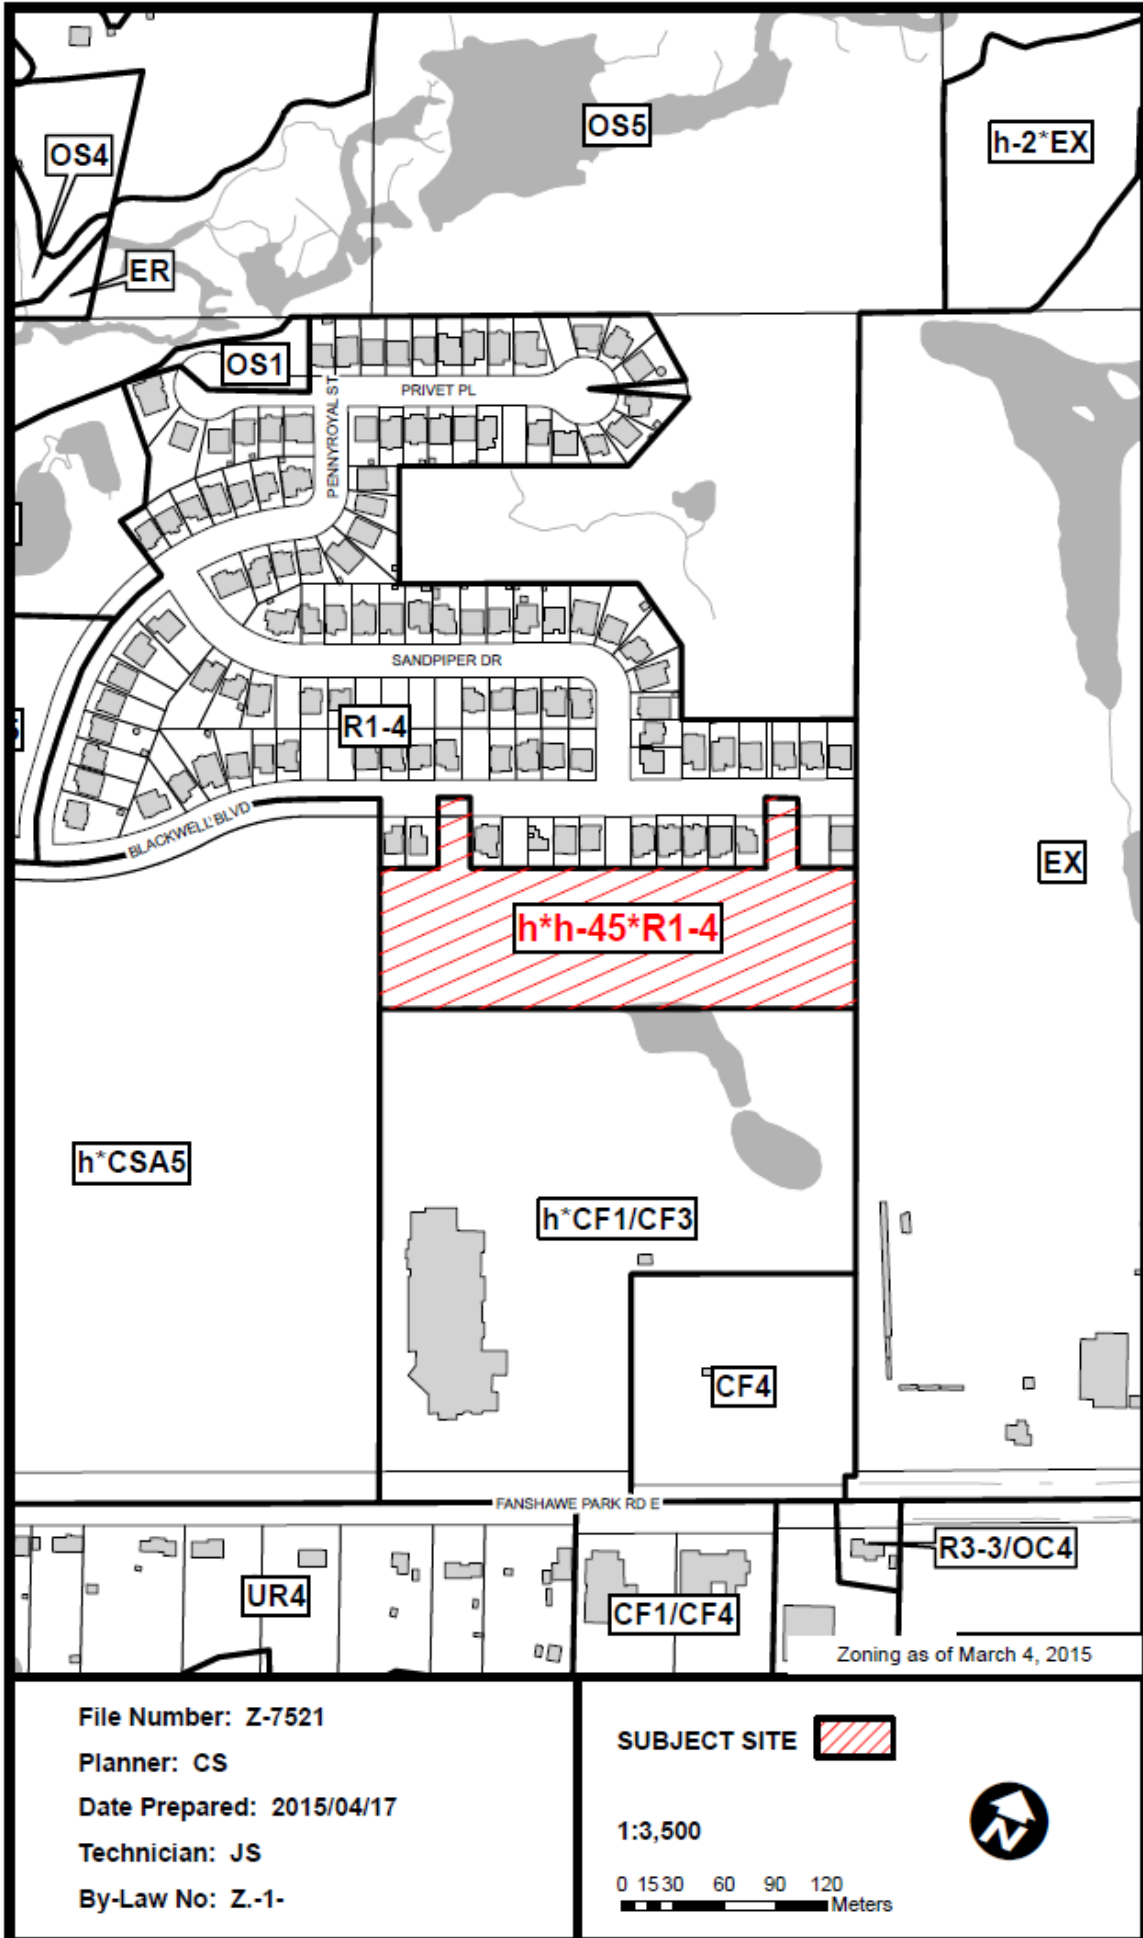 OS5
h-2*EX
OS4
ER
OS1
PRIVET PL
PENNYROYAL ST
SANDPIPER DR
R1-4
BLACKWELL BLVD
EX
h*h-45*R1-4
h*CSA5
h*CF1/CF3
CF4
FANSHAWE PARK RD E
R3-3/OC4
UR4
CF1/CF4
Zoning as of March 4, 2015
File Number: Z-7521
Planner: CS
Date Prepared: 2015/04/17
Technician: JS
By-Law No: Z.-1-
SUBJECT SITE
1:3,500
N
0 15 30 60 90 120
Meters